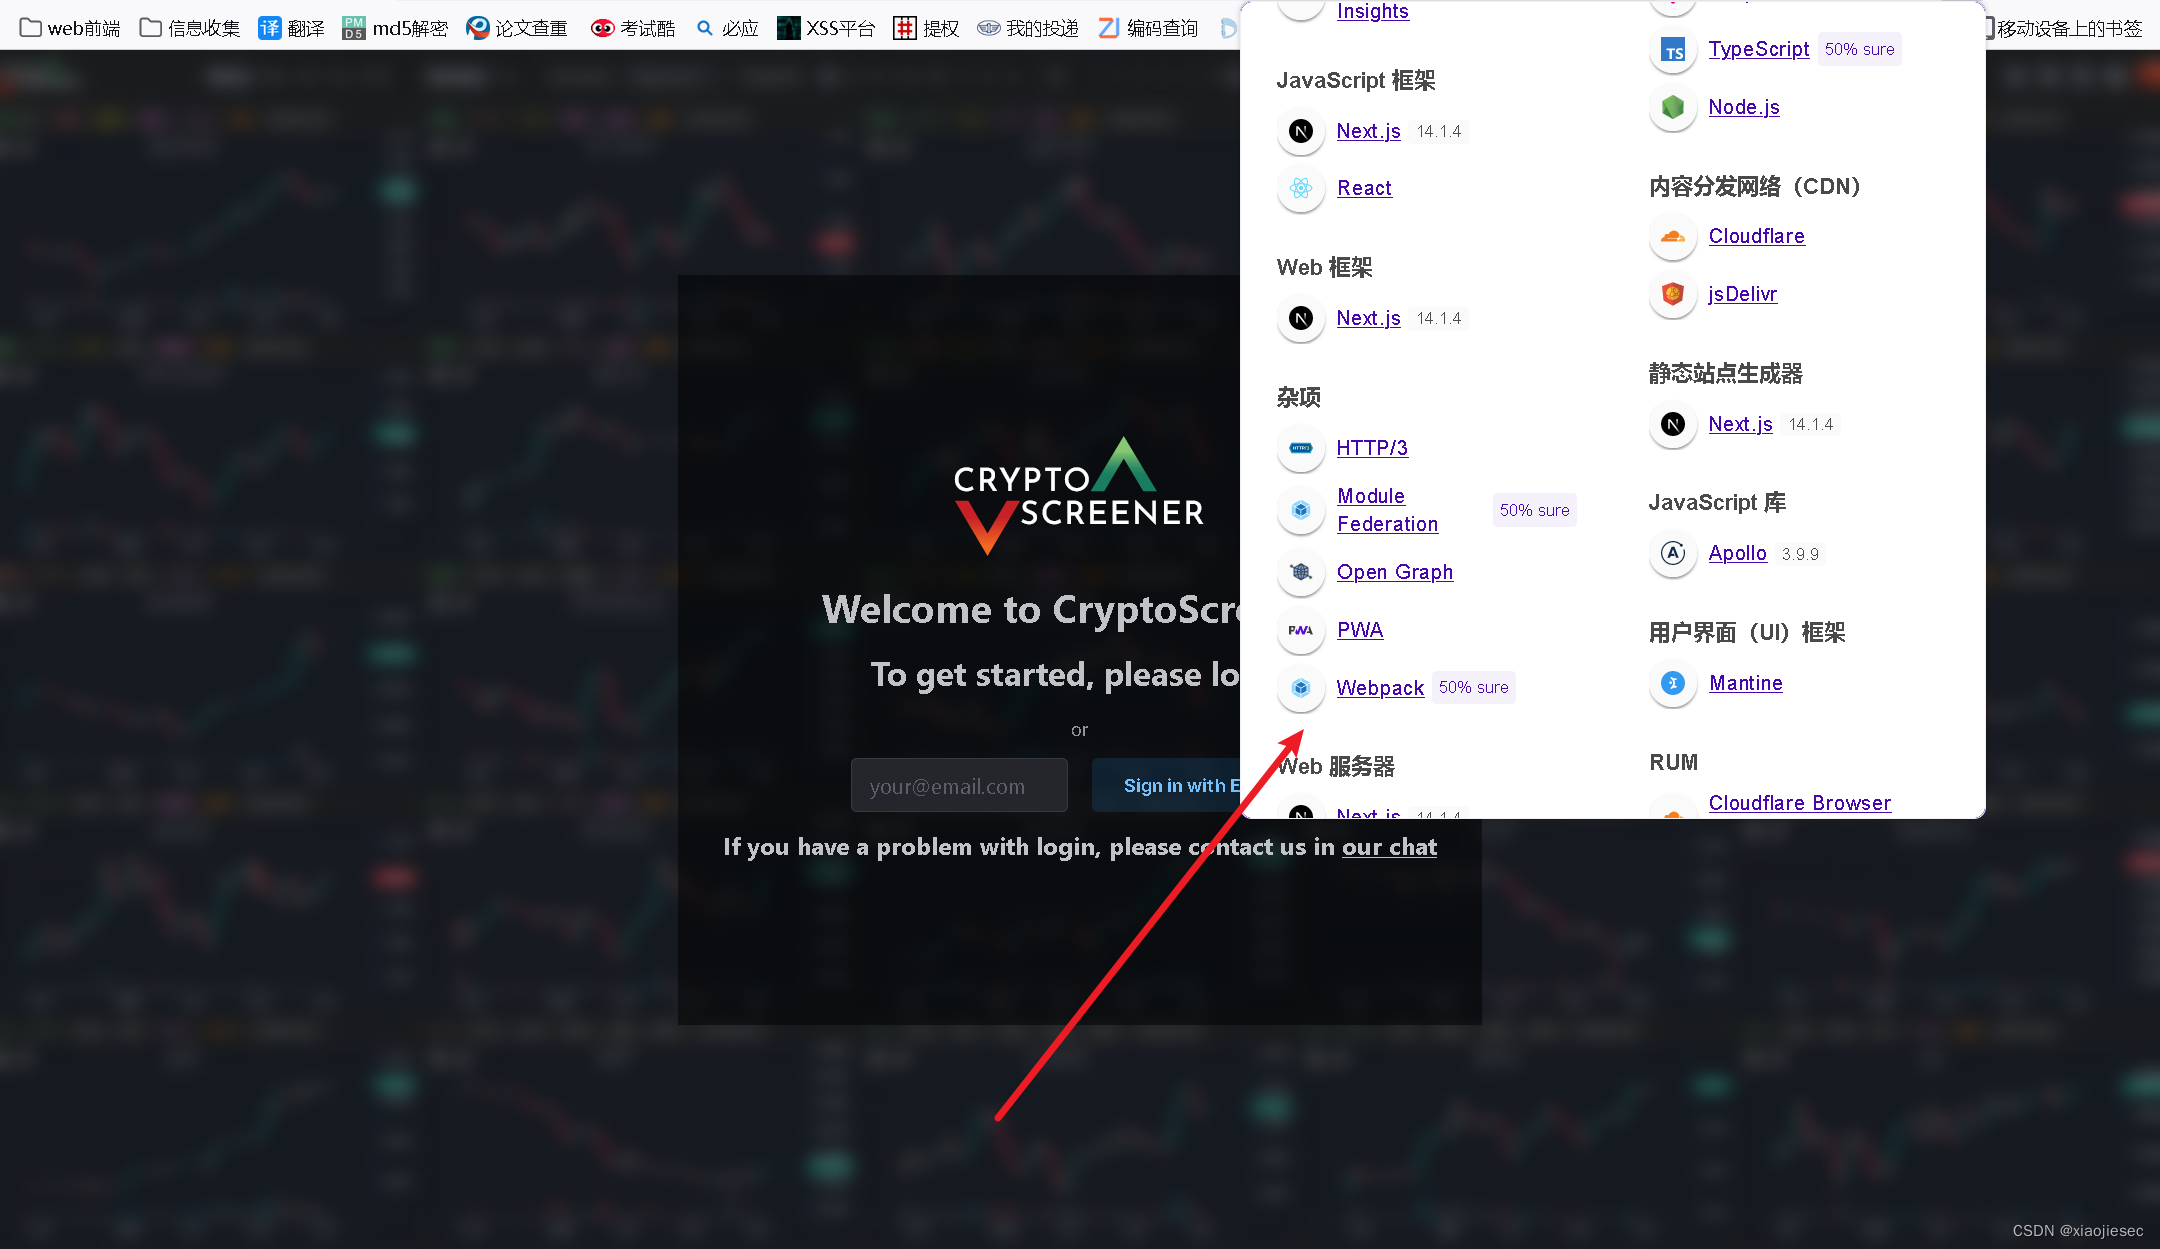 web前端 信息收集 译 翻译 PM D5 md5解密 论文查重 考试酷 必应 XSS平台 提权 我的投递 编码查询 移动设备上的书签
Insights
JavaScript 框架
Next.js 14.1.4
React
Web 框架
Next.js 14.1.4
杂项
HTTP/3
Module
Federation 50% sure
Open Graph
PWA
Webpack 50% sure
Web 服务器
Next.js 14.1.4
TypeScript 50% sure
Node.js
内容分发网络（CDN）
Cloudflare
jsDelivr
静态站点生成器
Next.js 14.1.4
JavaScript 库
Apollo 3.9.9
用户界面（UI）框架
Mantine
RUM
Cloudflare Browser
CRYPTO
SCREENER
Welcome to CryptoScre
To get started, please lo
or
your@email.com
Sign in with E
If you have a problem with login, please contact us in our chat
CSDN @xiaojiesec